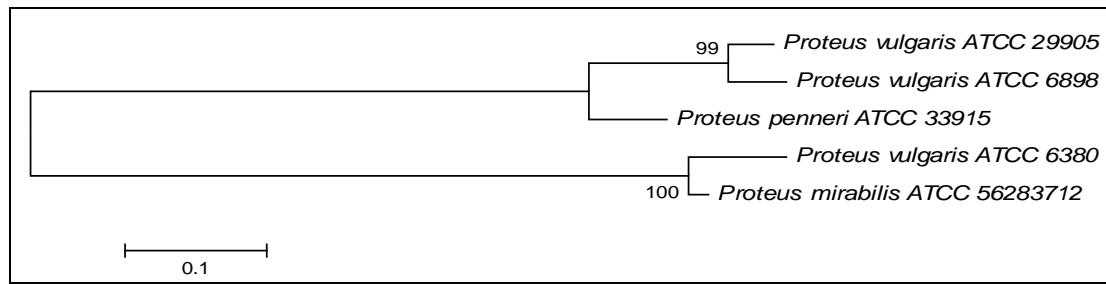 Proteus vulgaris ATCC 29905
99
Proteus vulgaris ATCC 6898
Proteus penneri ATCC 33915
Proteus vulgaris ATCC 6380
100
Proteus mirabilis ATCC 56283712
0.1